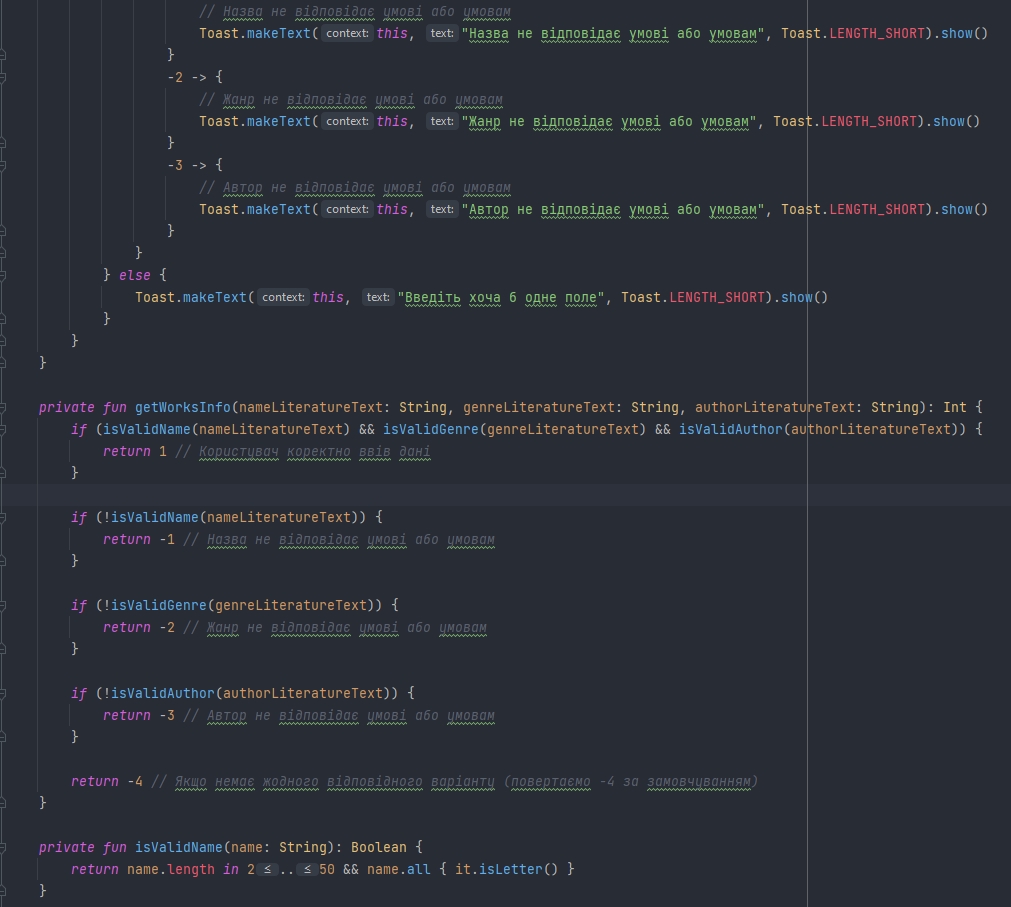 // Назва не відповідає умові або умовам
Toast.makeText( context: this, text: "Назва не відповідає умові або умовам", Toast.LENGTH_SHORT).show()
}
-2 -> {
// Жанр не відповідає умові або умовам
Toast.makeText( context: this, text: "Жанр не відповідає умові або умовам", Toast.LENGTH_SHORT).show()
}
-3 -> {
// Автор не відповідає умові або умовам
Toast.makeText( context: this, text: "Автор не відповідає умові або умовам", Toast.LENGTH_SHORT).show()
}
}
} else {
Toast.makeText( context: this, text: "Введіть хоча б одне поле", Toast.LENGTH_SHORT).show()
}
}
}
private fun getWorksInfo(nameLiteratureText: String, genreLiteratureText: String, authorLiteratureText: String): Int {
if (isValidName(nameLiteratureText) && isValidGenre(genreLiteratureText) && isValidAuthor(authorLiteratureText)) {
return 1 // Користувач коректно ввів дані
}
if (!isValidName(nameLiteratureText)) {
return -1 // Назва не відповідає умові або умовам
}
if (!isValidGenre(genreLiteratureText)) {
return -2 // Жанр не відповідає умові або умовам
}
if (!isValidAuthor(authorLiteratureText)) {
return -3 // Автор не відповідає умові або умовам
}
return -4 // Якщо немає жодного відповідного варіанту (повертаємо -4 за замовчуванням)
}
private fun isValidName(name: String): Boolean {
return name.length in 2 ≤ .. ≤ 50 && name.all { it.isLetter() }
}